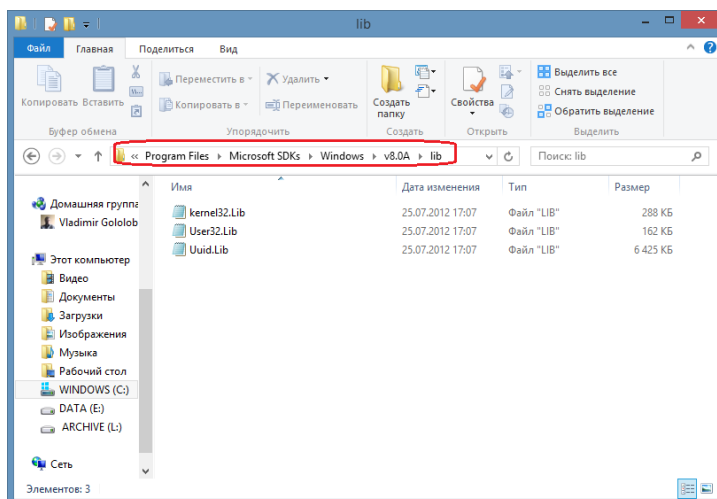 lib
Файл Главная Поделиться Вид
Копировать Вставить
Переместить в
Копировать в
Удалить
Переименовать
Создать папку
Свойства
Выделить все
Снять выделение
Обратить выделение
Буфер обмена Упорядочить Создать Открыть Выделить
« Program Files Microsoft SDKs Windows v8.0A lib
Поиск: lib
Имя Дата изменения Тип Размер
kernel32.Lib 25.07.2012 17:07 Файл "LIB" 288 КБ
User32.Lib 25.07.2012 17:07 Файл "LIB" 162 КБ
Uuid.Lib 25.07.2012 17:07 Файл "LIB" 6 425 КБ
Домашняя группа
Vladimir Gololob
Этот компьютер
Видео
Документы
Загрузки
Изображения
Музыка
Рабочий стол
WINDOWS (C:)
DATA (E:)
ARCHIVE (L:)
Сеть
Элементов: 3